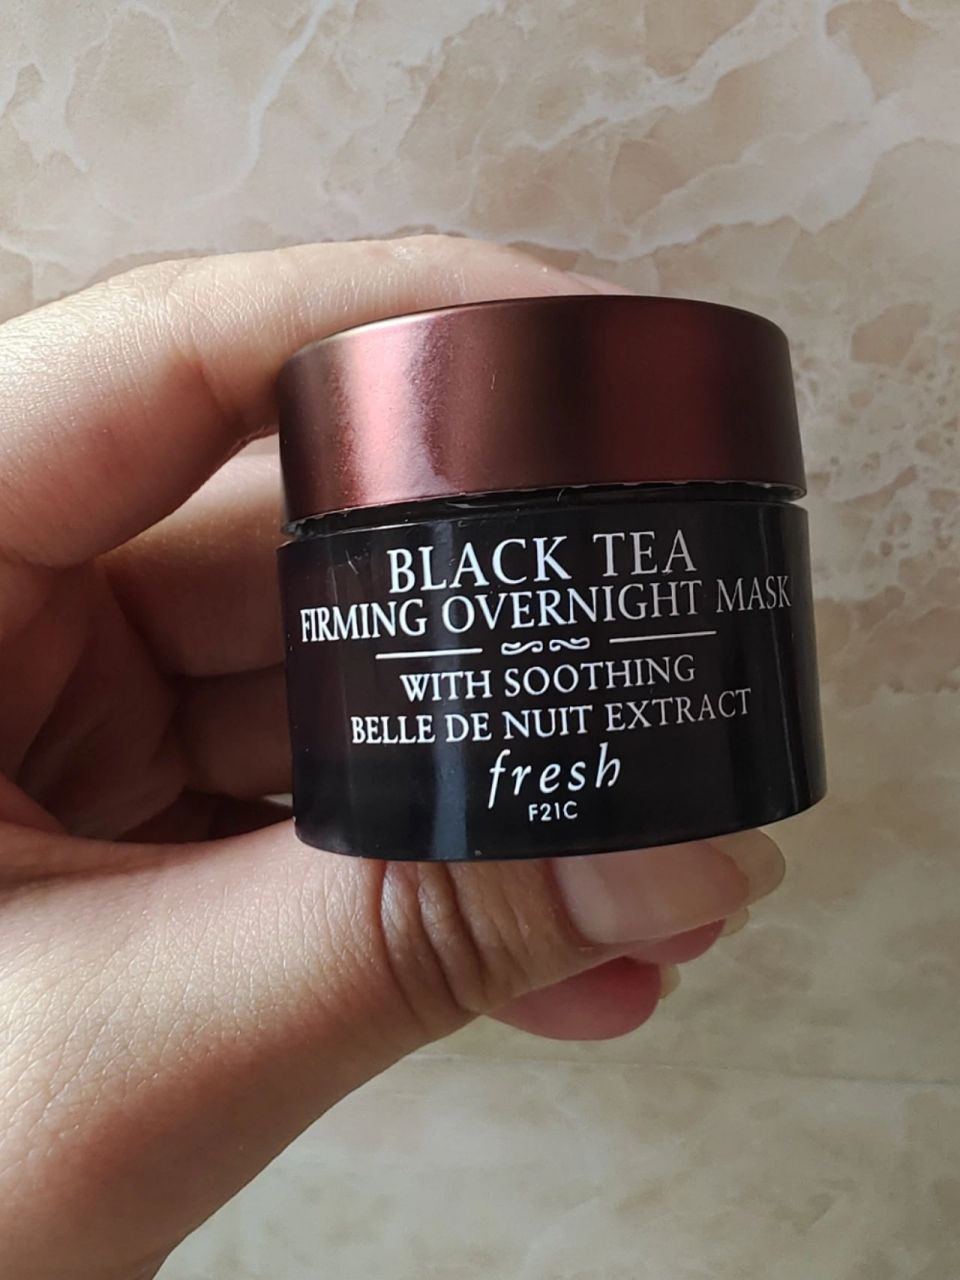 BLACK TEA
FIRMING OVERNIGHT MASK
WITH SOOTHING
BELLE DE NUIT EXTRACT
fresh
F21C